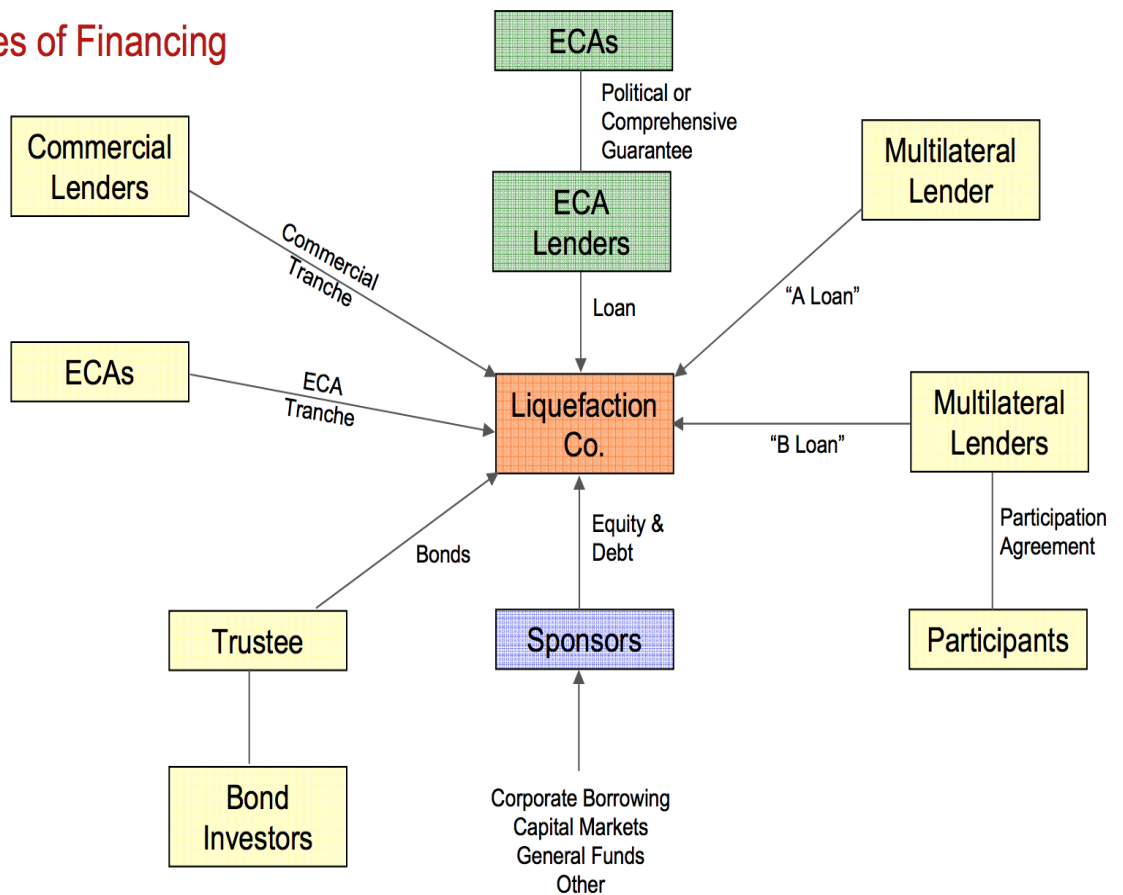 es of Financing
ECAs
Political or
Comprehensive
Guarantee
Commercial
Lenders
Multilateral
Lender
ECA
Lenders
Commercial
Tranche
"A Loan"
Loan
ECAs
ECA
Tranche
Liquefaction
Co.
Multilateral
Lenders
"B Loan"
Equity &
Debt
Participation
Agreement
Bonds
Trustee
Sponsors
Participants
Bond
Investors
Corporate Borrowing
Capital Markets
General Funds
Other